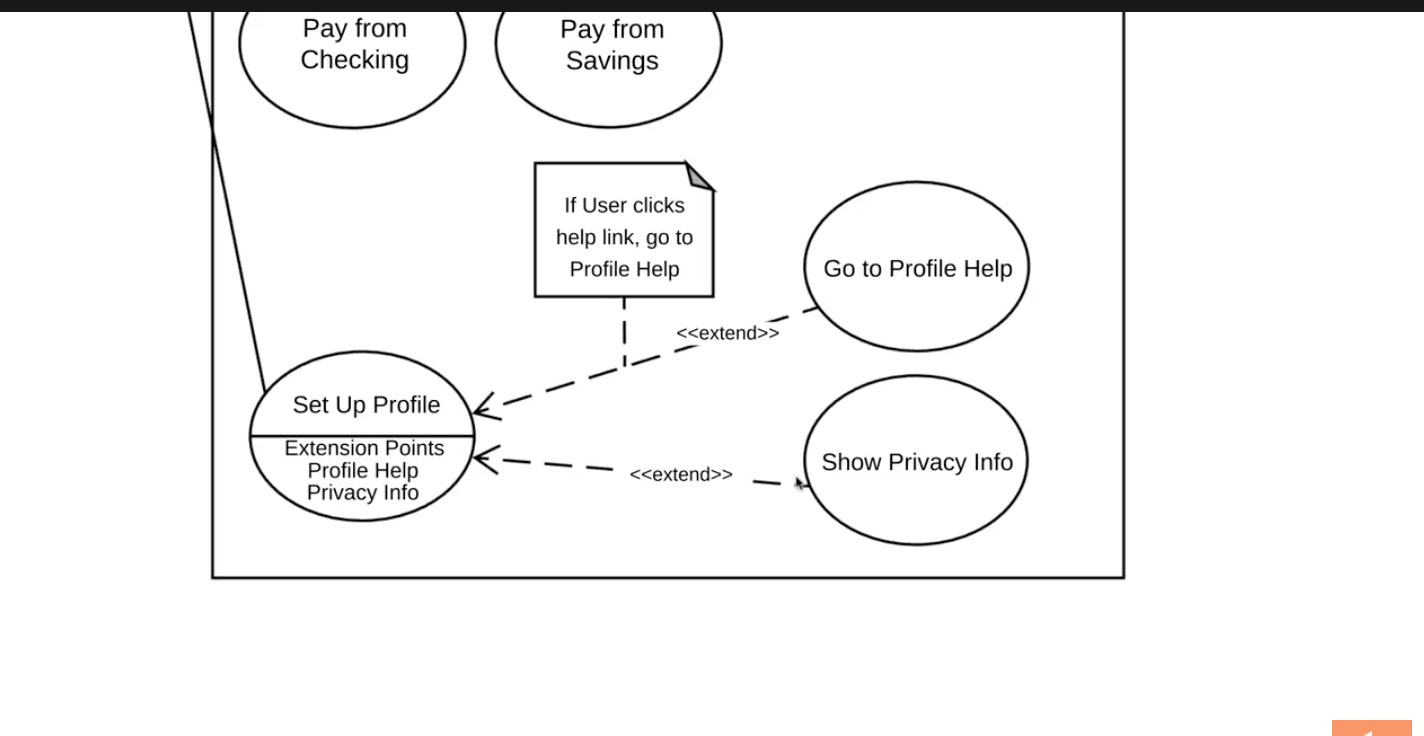 Pay from
Checking
Pay from
Savings
If User clicks
help link, go to
Profile Help
Go to Profile Help
<<extend>>
Set Up Profile
Extension Points
Profile Help
Privacy Info
<<extend>>
Show Privacy Info